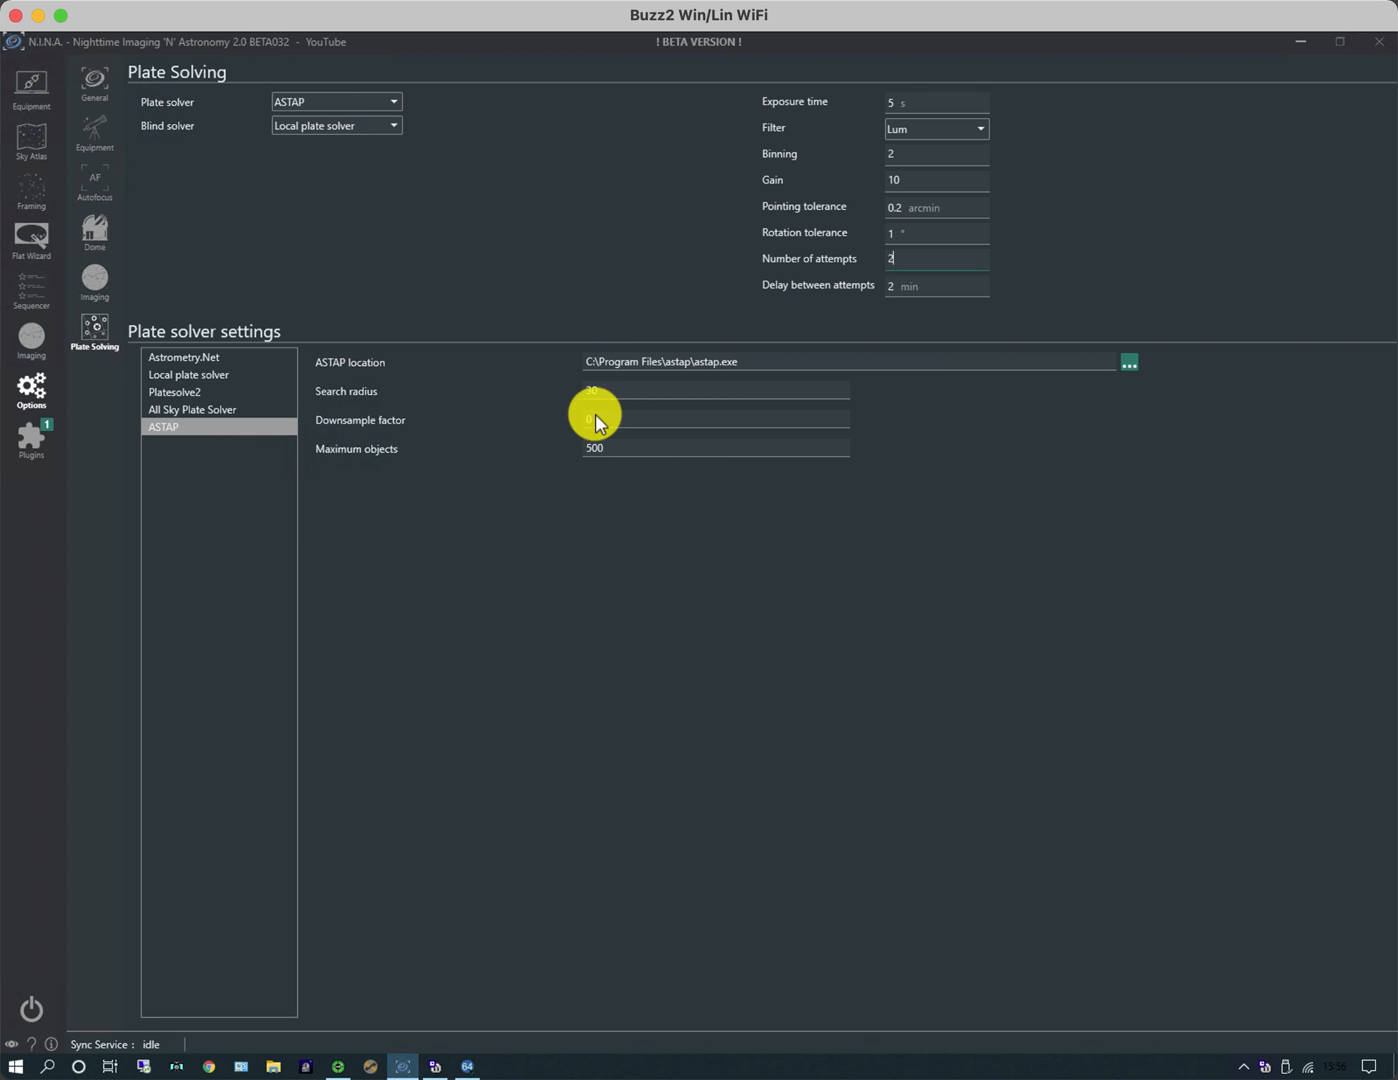 Buzz2 Win/Lin WiFi
N.I.N.A. - Nighttime Imaging 'N' Astronomy 2.0 BETA032 - YouTube
! BETA VERSION !
Equipment
Sky Atlas
Framing
Flat Wizard
Sequencer
Imaging
Options
1
Plugins
General
Equipment
AF
Autofocus
Dome
Imaging
Plate Solving
Plate Solving
Plate solver ASTAP
Blind solver Local plate solver
Exposure time 5 s
Filter Lum
Binning 2
Gain 10
Pointing tolerance 0.2 arcmin
Rotation tolerance 1 °
Number of attempts 2
Delay between attempts 2 min
Plate solver settings
Astrometry.Net
Local plate solver
Platesolve2
All Sky Plate Solver
ASTAP
ASTAP location C:\Program Files\astap\astap.exe ...
Search radius 30
Downsample factor 0
Maximum objects 500
Sync Service : idle
64
15:56